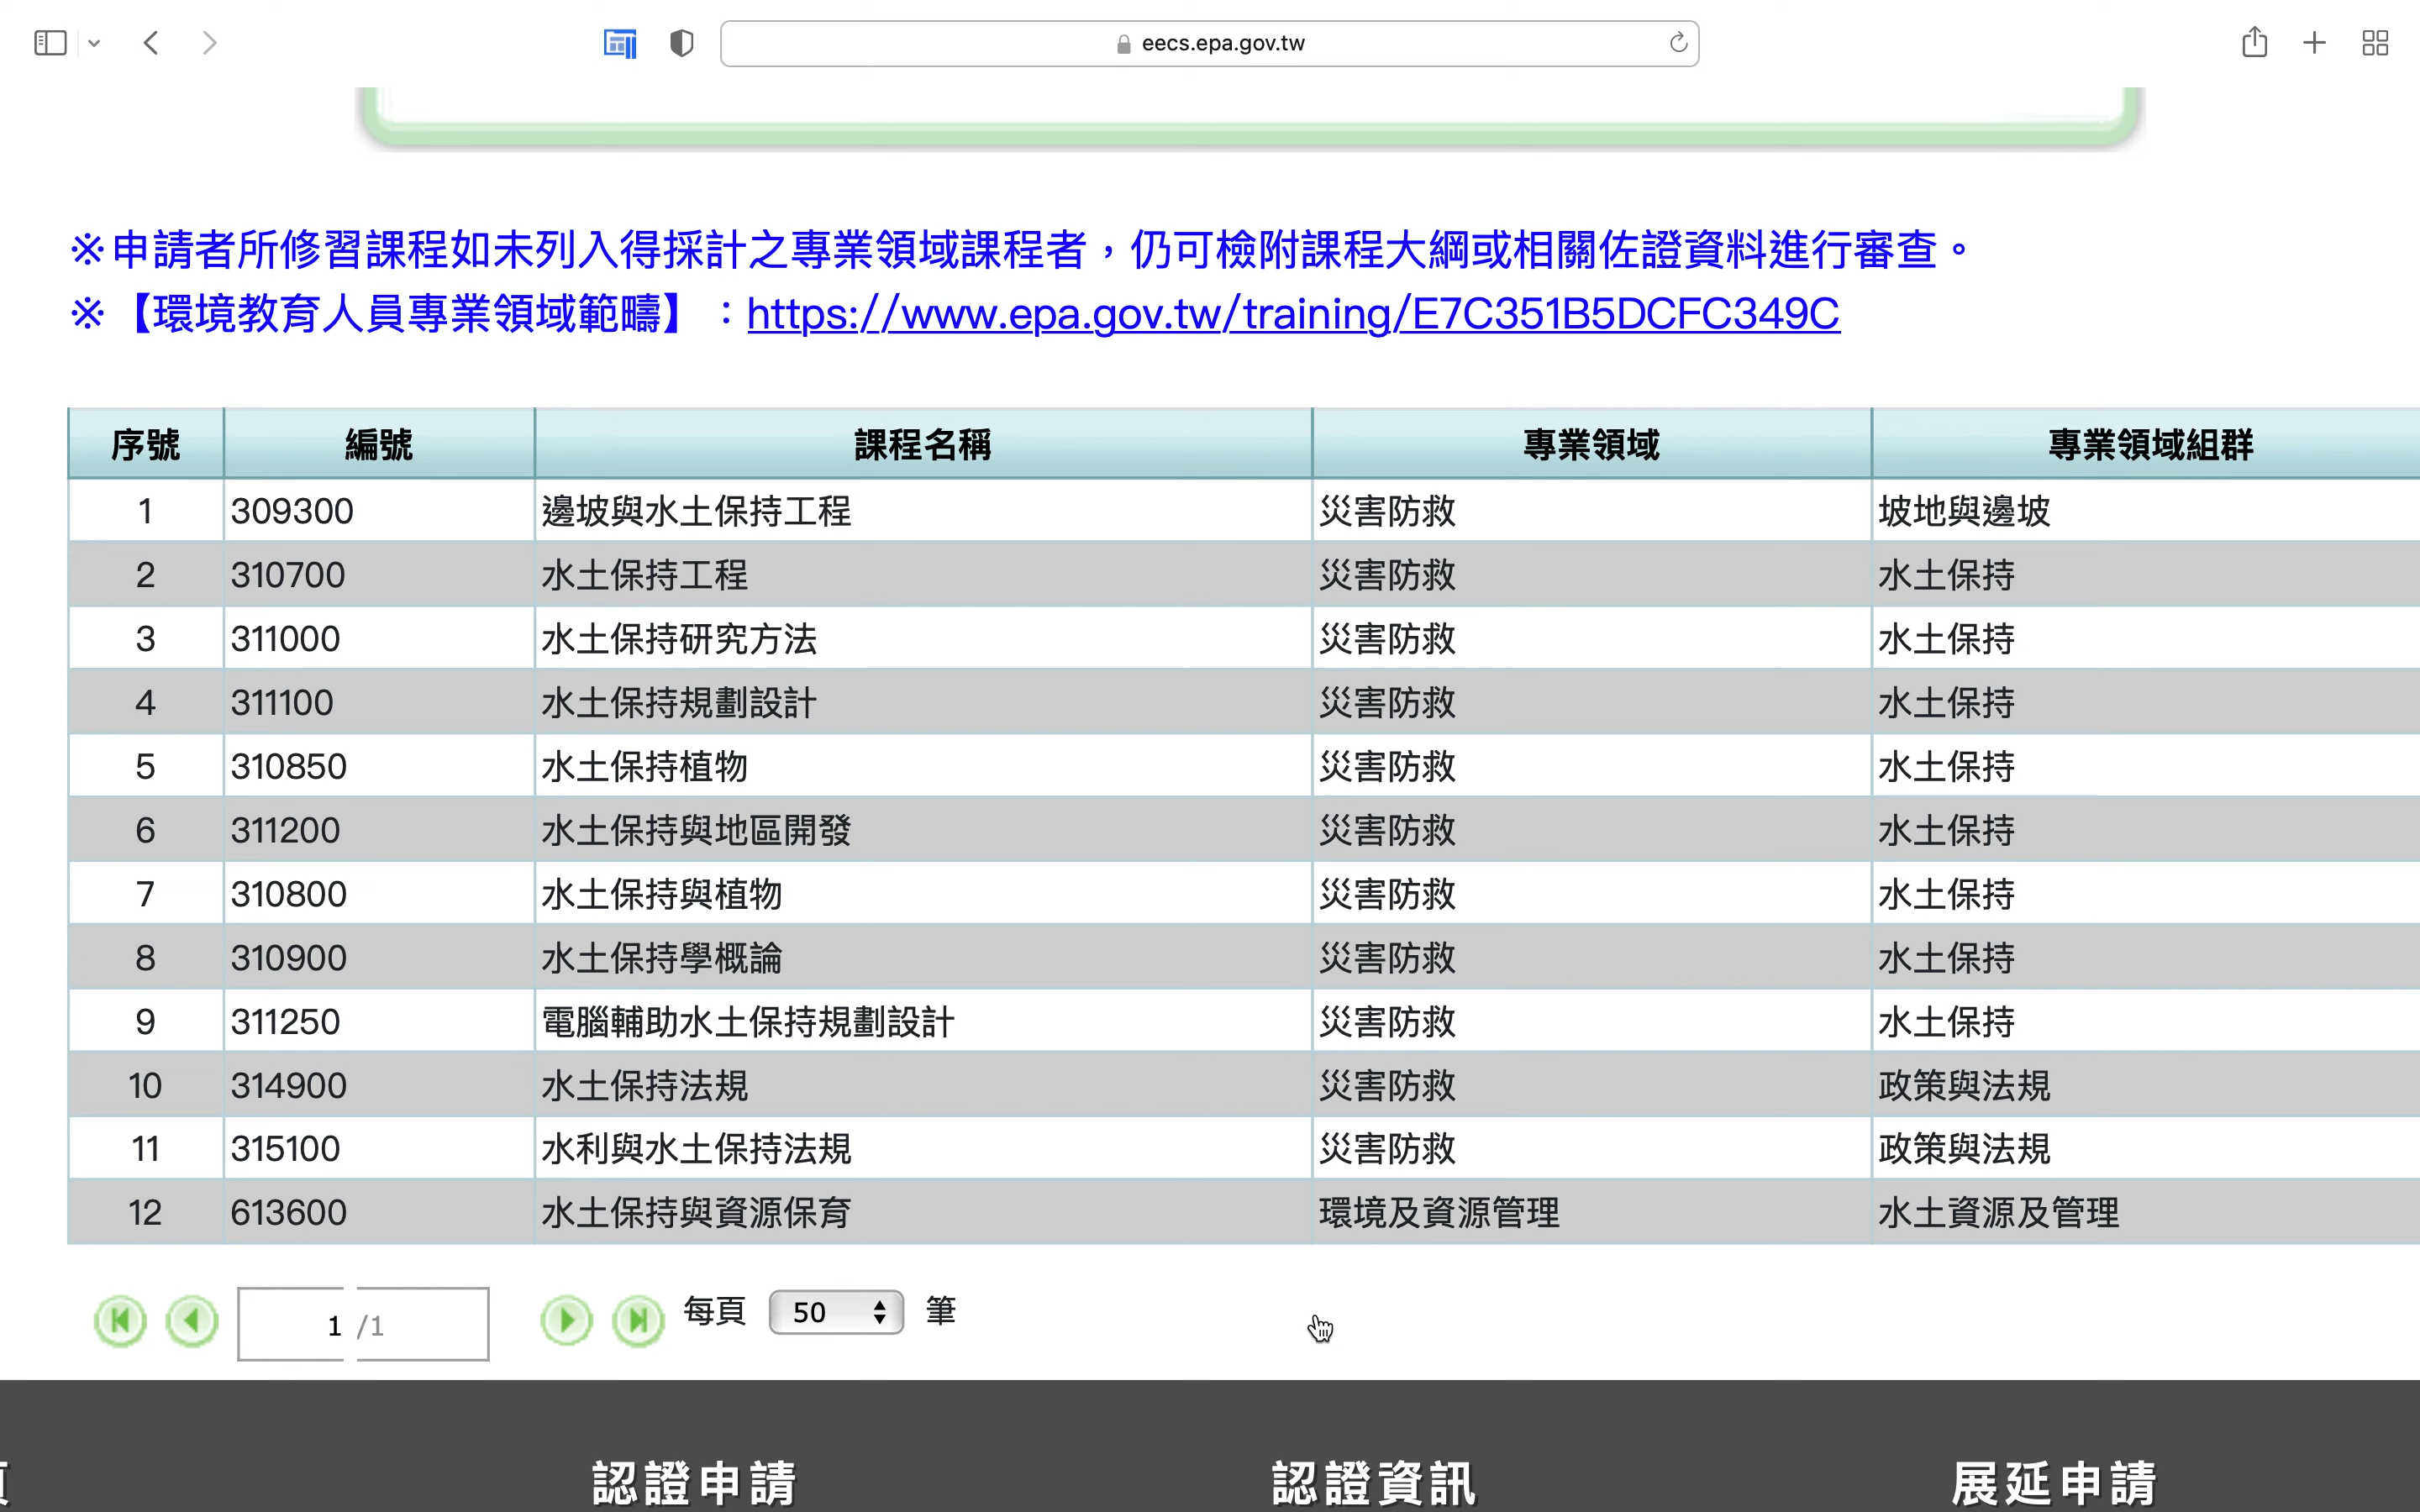 eecs.epa.gov.tw
※申請者所修習課程如未列入得採計之專業領域課程者，仍可檢附課程大綱或相關佐證資料進行審查。
※【環境教育人員專業領域範疇】：https://www.epa.gov.tw/training/E7C351B5DCFC349C
序號 編號 課程名稱 專業領域 專業領域組群
1 309300 邊坡與水土保持工程 災害防救 坡地與邊坡
2 310700 水土保持工程 災害防救 水土保持
3 311000 水土保持研究方法 災害防救 水土保持
4 311100 水土保持規劃設計 災害防救 水土保持
5 310850 水土保持植物 災害防救 水土保持
6 311200 水土保持與地區開發 災害防救 水土保持
7 310800 水土保持與植物 災害防救 水土保持
8 310900 水土保持學概論 災害防救 水土保持
9 311250 電腦輔助水土保持規劃設計 災害防救 水土保持
10 314900 水土保持法規 災害防救 政策與法規
11 315100 水利與水土保持法規 災害防救 政策與法規
12 613600 水土保持與資源保育 環境及資源管理 水土資源及管理
1 /1 每頁 50 筆
認證申請 認證資訊 展延申請